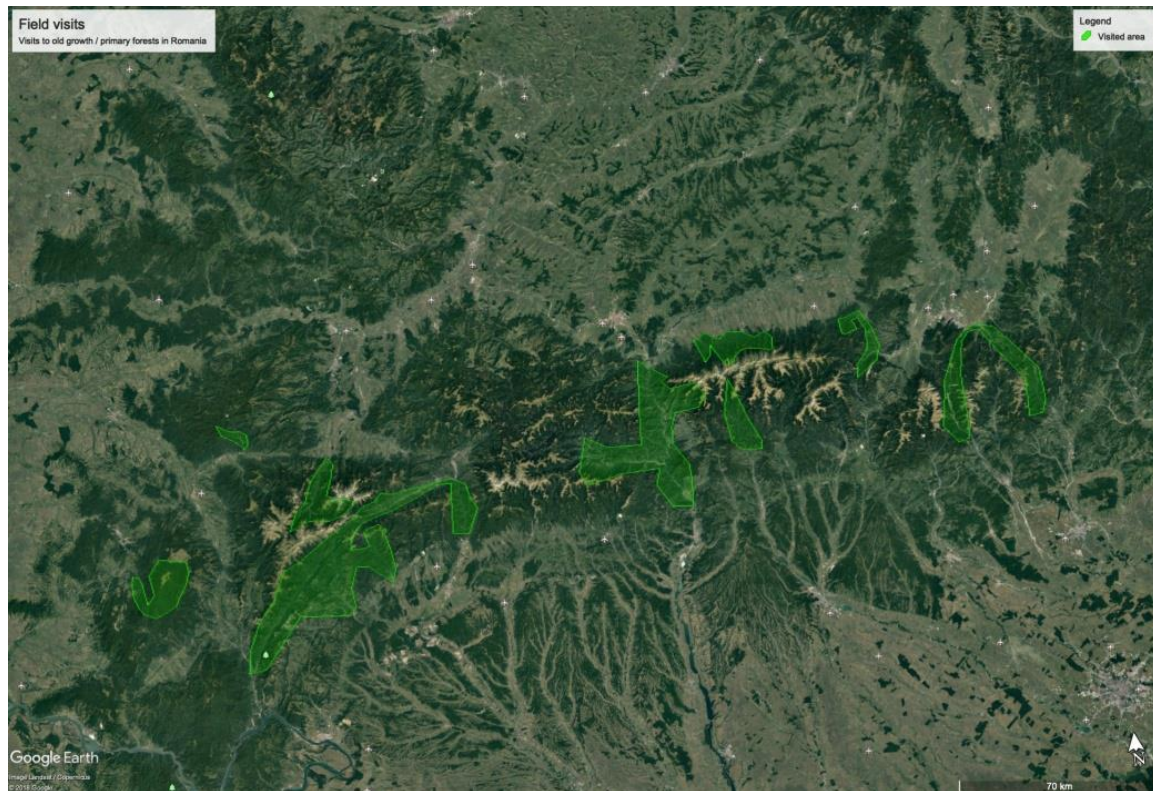 Field visits
Visits to old growth / primary forests in Romania
Legend
Visited area
Google Earth
Image Landsat / Copernicus
© 2018 Google
N
70 km